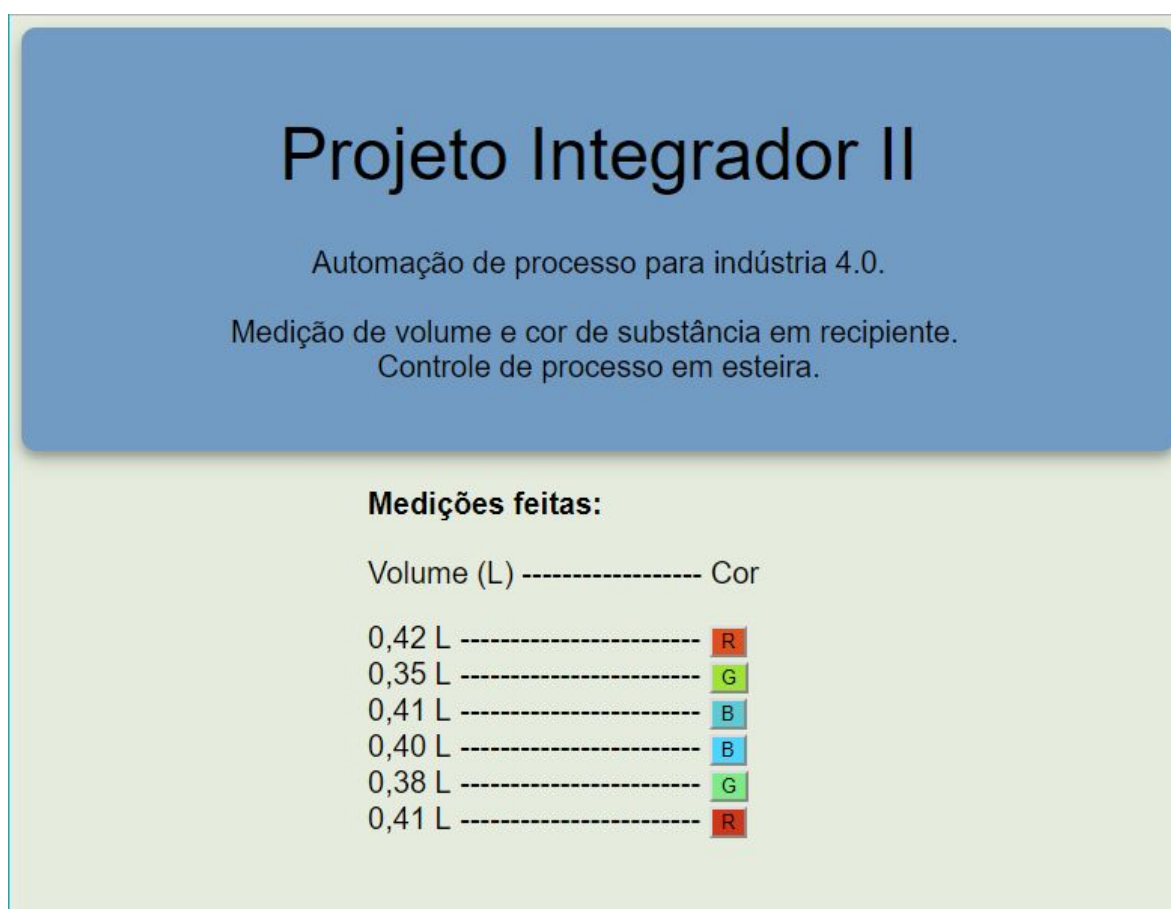 Projeto Integrador II
Automação de processo para indústria 4.0.
Medição de volume e cor de substância em recipiente.
Controle de processo em esteira.
Medições feitas:
Volume (L) ------------------ Cor
0,42 L ------------------------ R
0,35 L ------------------------ G
0,41 L ------------------------ B
0,40 L ------------------------ B
0,38 L ------------------------ G
0,41 L ------------------------ R